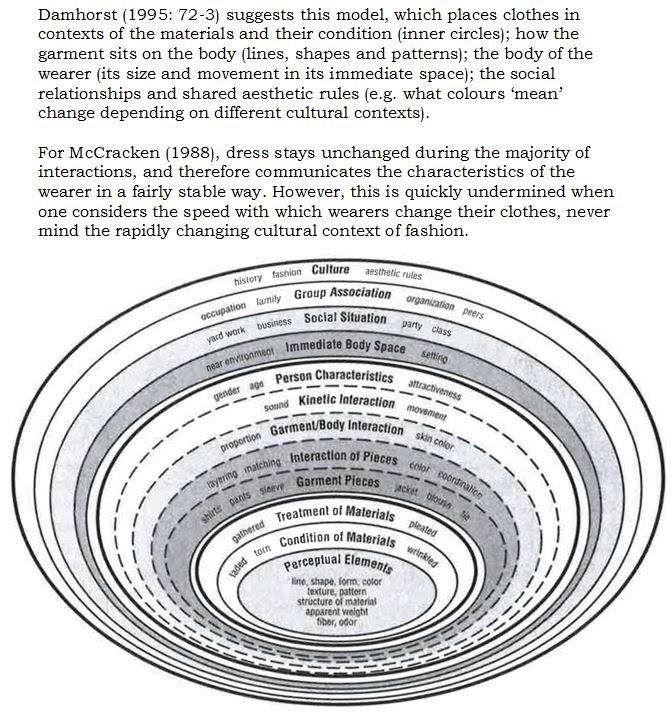 Damhorst (1995: 72-3) suggests this model, which places clothes in
contexts of the materials and their condition (inner circles); how the
garment sits on the body (lines, shapes and patterns); the body of the
wearer (its size and movement in its immediate space); the social
relationships and shared aesthetic rules (e.g. what colours ‘mean’
change depending on different cultural contexts).
For McCracken (1988), dress stays unchanged during the majority of
interactions, and therefore communicates the characteristics of the
wearer in a fairly stable way. However, this is quickly undermined when
one considers the speed with which wearers change their clothes, never
mind the rapidly changing cultural context of fashion.
history fashion Culture aesthetic rules
occupation family Group Association organization peers
yard work business Social Situation party class
near environment Immediate Body Space setting
gender age Person Characteristics attractiveness
sound Kinetic Interaction movement
proportion Garment/Body Interaction skin color
layering matching Interaction of Pieces color coordination
shirts pants sleeve Garment Pieces jacket blouse tie
gathered Treatment of Materials pleated
faded torn Condition of Materials wrinkled
Perceptual Elements
line, shape, form, color
texture, pattern
structure of material
apparent weight
fiber, odor